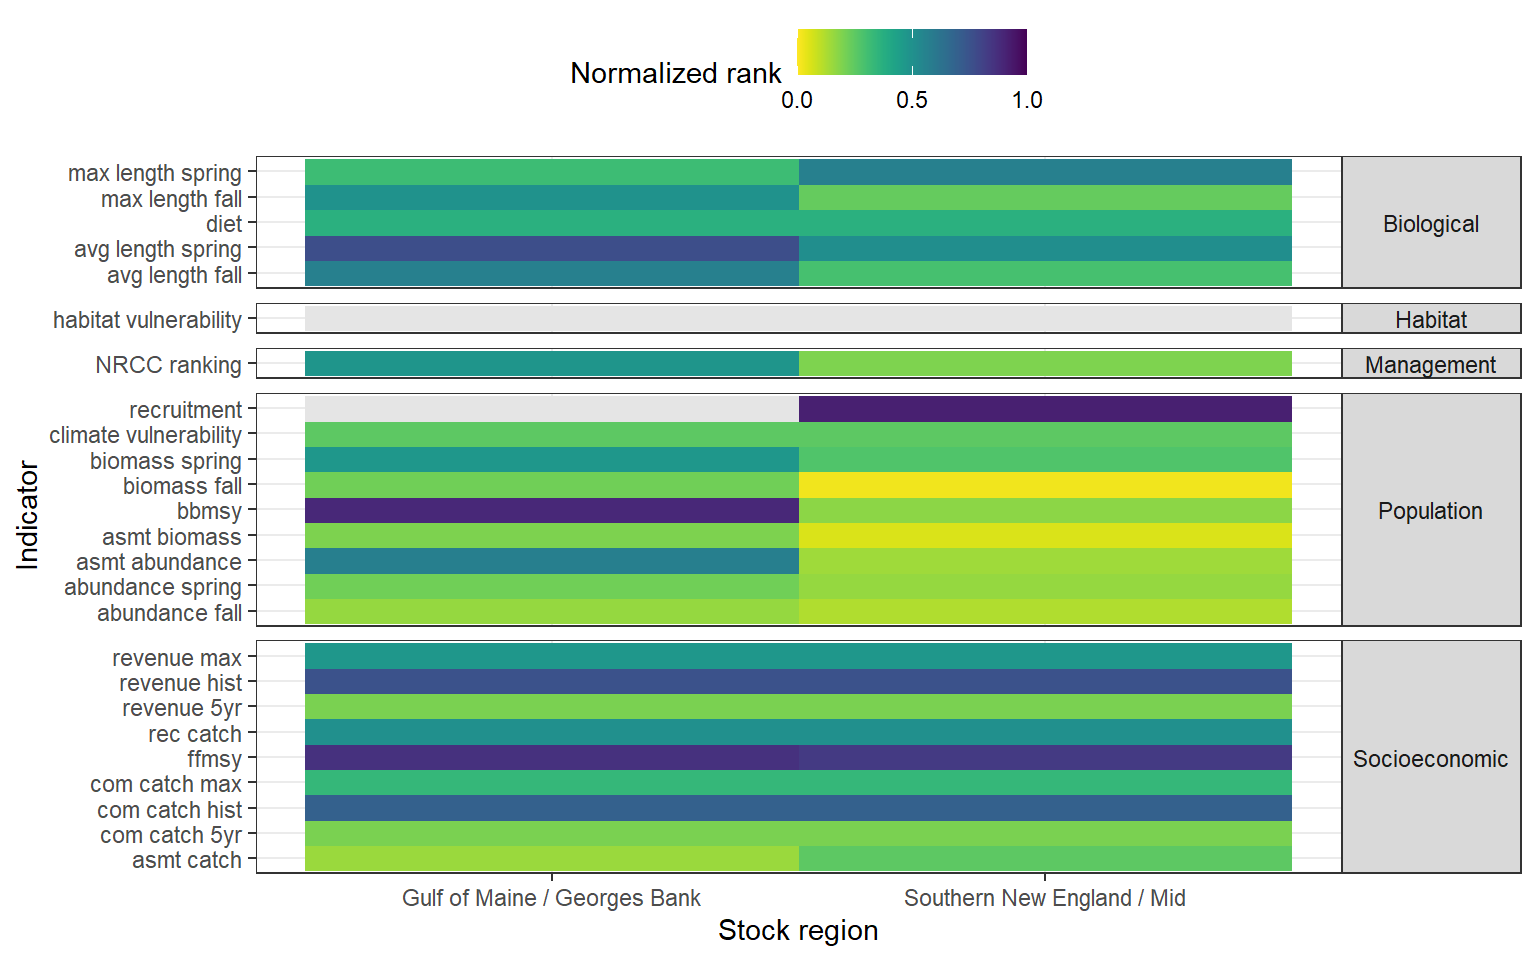 Normalized rank
0.0 0.5 1.0
max length spring
max length fall
diet
avg length spring
avg length fall
Biological
habitat vulnerability
Habitat
NRCC ranking
Management
recruitment
climate vulnerability
biomass spring
biomass fall
bbmsy
asmt biomass
asmt abundance
abundance spring
abundance fall
Population
revenue max
revenue hist
revenue 5yr
rec catch
ffmsy
com catch max
com catch hist
com catch 5yr
asmt catch
Socioeconomic
Indicator
Gulf of Maine / Georges Bank
Southern New England / Mid
Stock region